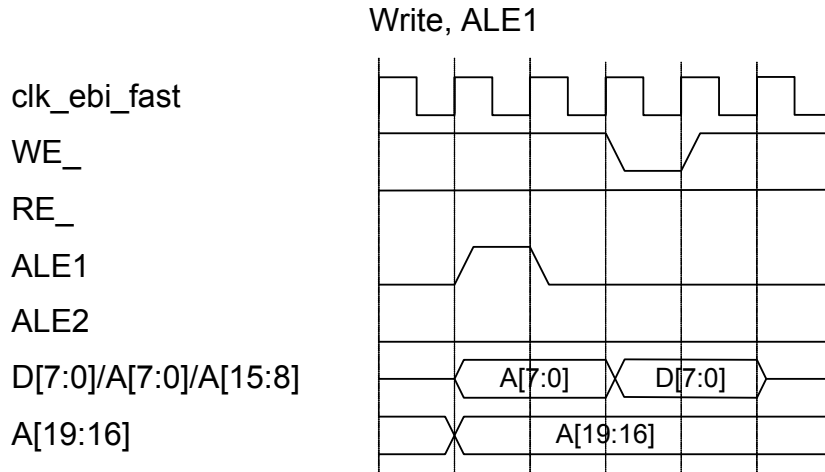 Write, ALE1
clk_ebi_fast
WE_
RE_
ALE1
ALE2
D[7:0]/A[7:0]/A[15:8] A[7:0] D[7:0]
A[19:16] A[19:16]